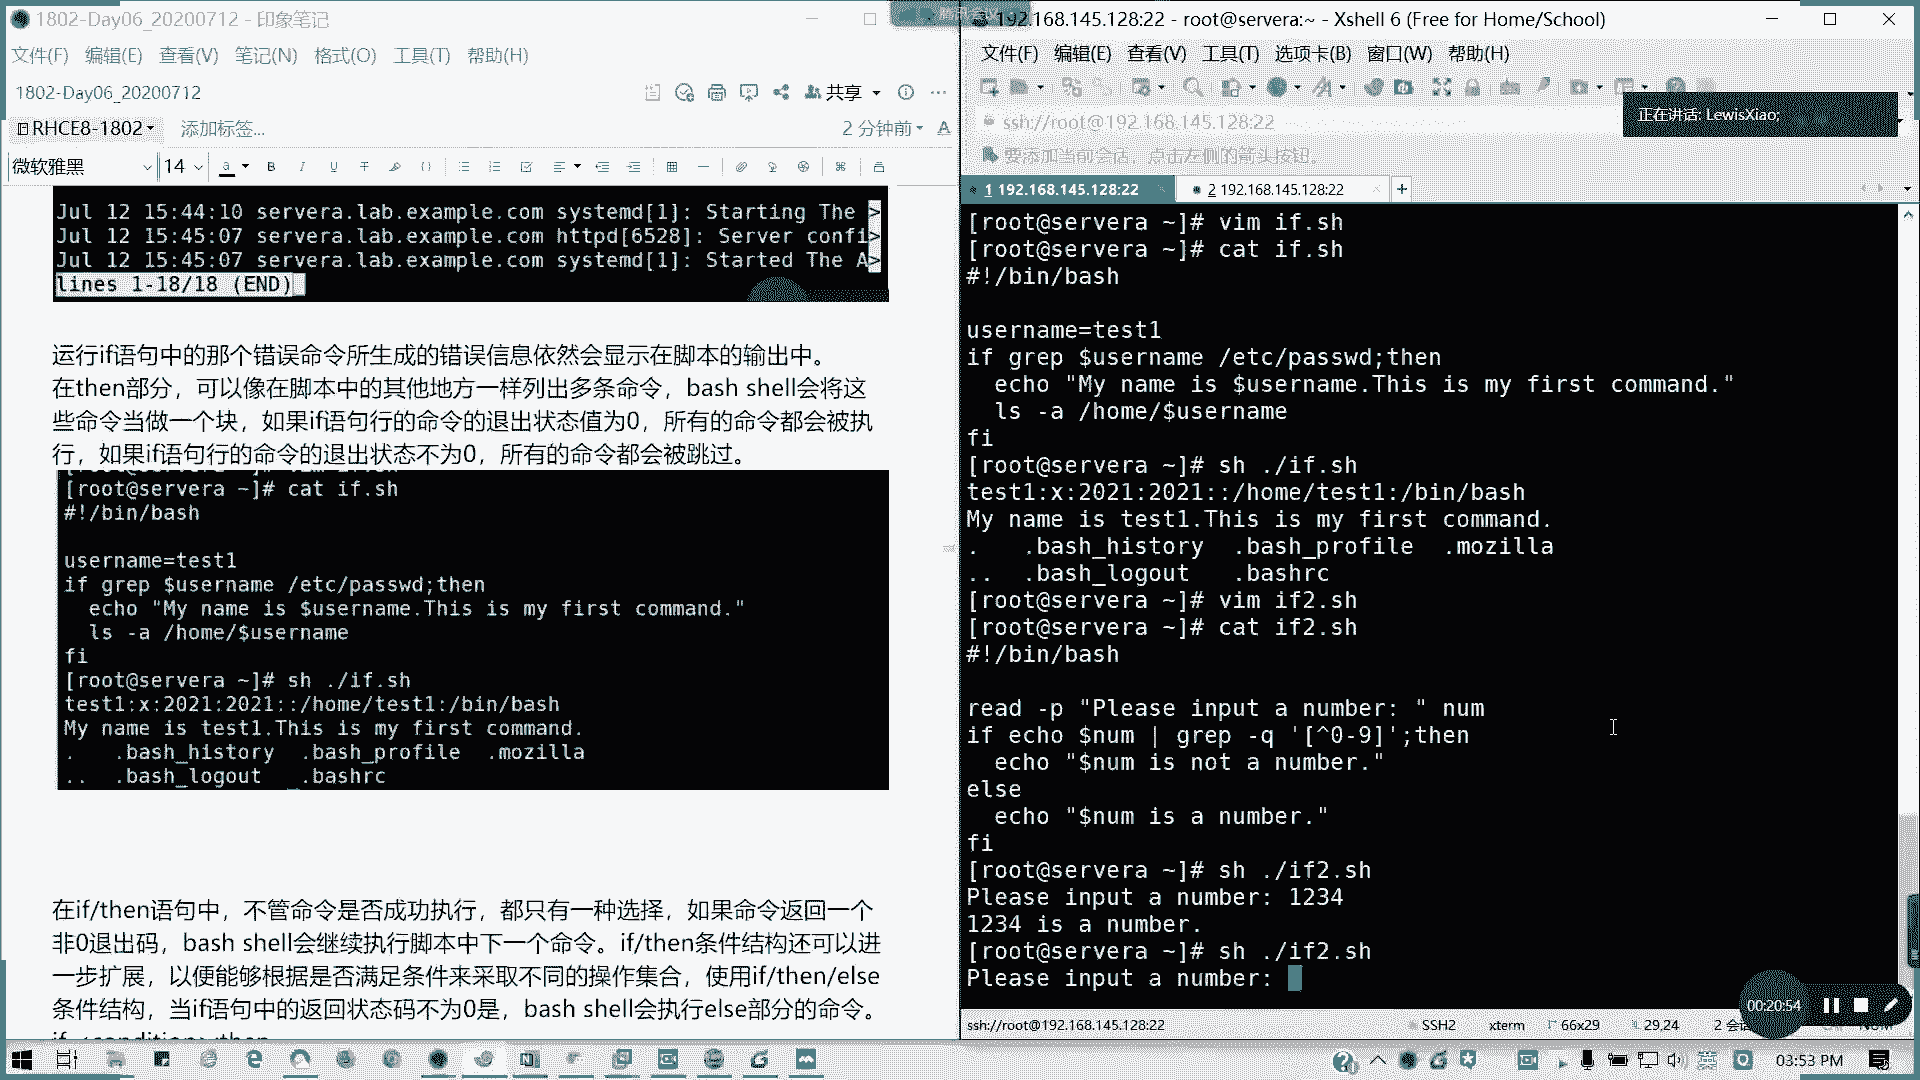 1802-Day06_20200712 - 印象笔记
文件(F) 编辑(E) 查看(V) 笔记(N) 格式(O) 工具(T) 帮助(H)
1802-Day06_20200712
共享
RHCE8-1802
添加标签...
2 分钟前
微软雅黑 14
Jul 12 15:44:10 servera.lab.example.com systemd[1]: Starting The >
Jul 12 15:45:07 servera.lab.example.com httpd[6528]: Server confi>
Jul 12 15:45:07 servera.lab.example.com systemd[1]: Started The A>
lines 1-18/18 (END)
运行if语句中的那个错误命令所生成的错误信息依然会显示在脚本的输出中。
在then部分，可以像在脚本中的其他地方一样列出多条命令，bash shell会将这
些命令当做一个块，如果if语句行的命令的退出状态值为0，所有的命令都会被执
行，如果if语句行的命令的退出状态不为0，所有的命令都会被跳过。
[root@servera ~]# cat if.sh
#!/bin/bash
username=test1
if grep $username /etc/passwd;then
echo "My name is $username.This is my first command."
ls -a /home/$username
fi
[root@servera ~]# sh ./if.sh
test1:x:2021:2021::/home/test1:/bin/bash
My name is test1.This is my first command.
. .bash_history .bash_profile .mozilla
.. .bash_logout .bashrc
在if/then语句中，不管命令是否成功执行，都只有一种选择，如果命令返回一个
非0退出码，bash shell会继续执行脚本中下一个命令。if/then条件结构还可以进
一步扩展，以便能够根据是否满足条件来采取不同的操作集合，使用if/then/else
条件结构，当if语句中的返回状态码不为0是，bash shell会执行else部分的命令。
192.168.145.128:22 - root@servera:~ - Xshell 6 (Free for Home/School)
文件(F) 编辑(E) 查看(V) 工具(T) 选项卡(B) 窗口(W) 帮助(H)
ssh://root@192.168.145.128:22
正在讲话: LewisXiao;
要添加当前会话，点击左侧的箭头按钮。
1 192.168.145.128:22
2 192.168.145.128:22
[root@servera ~]# vim if.sh
[root@servera ~]# cat if.sh
#!/bin/bash
username=test1
if grep $username /etc/passwd;then
echo "My name is $username.This is my first command."
ls -a /home/$username
fi
[root@servera ~]# sh ./if.sh
test1:x:2021:2021::/home/test1:/bin/bash
My name is test1.This is my first command.
. .bash_history .bash_profile .mozilla
.. .bash_logout .bashrc
[root@servera ~]# vim if2.sh
[root@servera ~]# cat if2.sh
#!/bin/bash
read -p "Please input a number: " num
if echo $num | grep -q '[^0-9]';then
echo "$num is not a number."
else
echo "$num is a number."
fi
[root@servera ~]# sh ./if2.sh
Please input a number: 1234
1234 is a number.
[root@servera ~]# sh ./if2.sh
Please input a number:
00:20:54
ssh://root@192.168.145.128:22 SSH2 xterm 66x29 29,24
英
03:53 PM